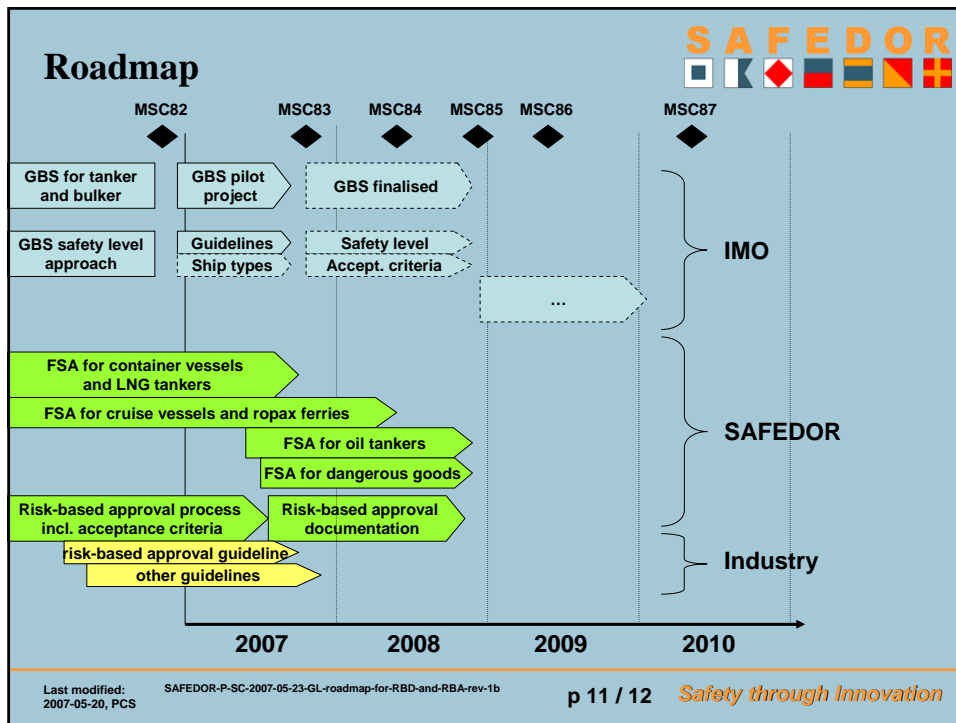 SAFEDOR
Roadmap
MSC82
MSC83
MSC84
MSC85
MSC86
MSC87
GBS for tanker
and bulker
GBS pilot
project
GBS finalised
GBS safety level
approach
Guidelines
Ship types
Safety level
Accept. criteria
...
IMO
FSA for container vessels
and LNG tankers
FSA for cruise vessels and ropax ferries
FSA for oil tankers
FSA for dangerous goods
SAFEDOR
Risk-based approval process
incl. acceptance criteria
Risk-based approval
documentation
risk-based approval guideline
other guidelines
Industry
2007
2008
2009
2010
Last modified:
2007-05-20, PCS
SAFEDOR-P-SC-2007-05-23-GL-roadmap-for-RBD-and-RBA-rev-1b
p 11 / 12
Safety through Innovation